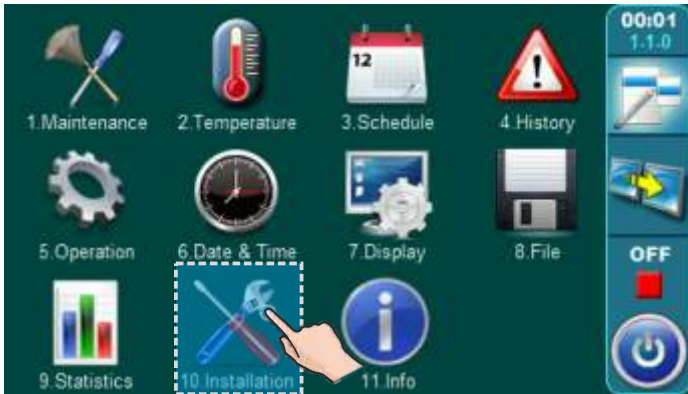 00:01
1.1.0
12
1.Maintenance
2.Temperature
3.Schedule
4.History
5.Operation
6.Date & Time
7.Display
8.File
OFF
9.Statistics
10.Installation
11.Info